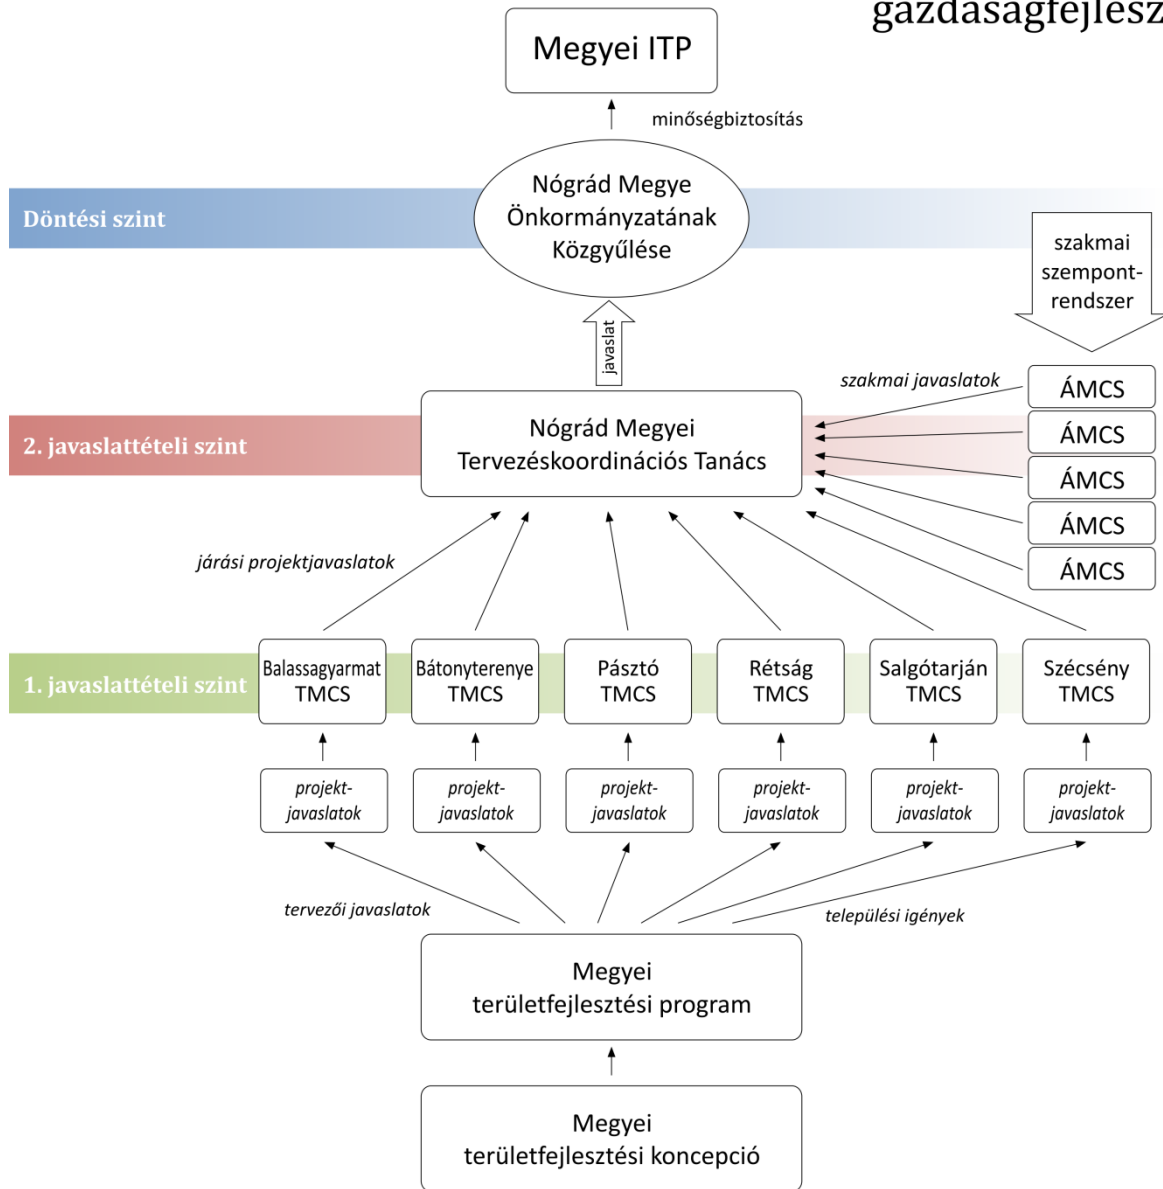 gazdaságfejlesz
Megyei ITP
minőségbiztosítás
Nógrád Megye
Önkormányzatának
Közgyűlése
Döntési szint
szakmai
szempont-
rendszer
javaslat
szakmai javaslatok
ÁMCS
ÁMCS
ÁMCS
ÁMCS
ÁMCS
2. javaslattételi szint
Nógrád Megyei
Tervezéskoordinációs Tanács
járási projektjavaslatok
1. javaslattételi szint
Balassagyarmat
TMCS
Bátonyterenye
TMCS
Pásztó
TMCS
Rétság
TMCS
Salgótarján
TMCS
Szécsény
TMCS
projekt-
javaslatok
projekt-
javaslatok
projekt-
javaslatok
projekt-
javaslatok
projekt-
javaslatok
projekt-
javaslatok
tervezői javaslatok
települési igények
Megyei
területfejlesztési program
Megyei
területfejlesztési koncepció